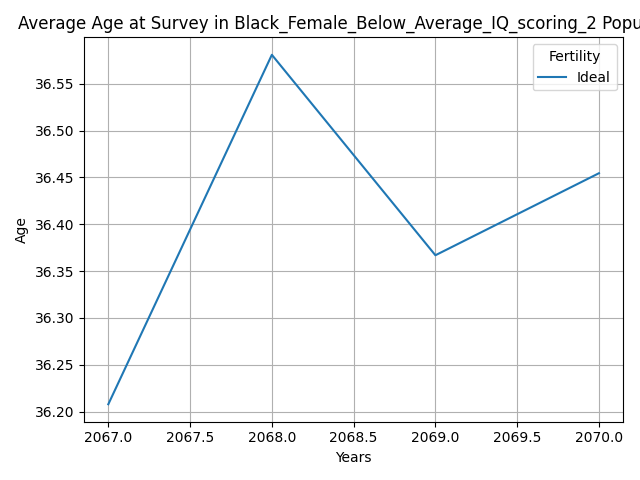 Average Age at Survey in Black_Female_Below_Average_IQ_scoring_2 Popu
Fertility
Ideal
36.55
36.50
36.45
36.40
36.35
36.30
36.25
36.20
Age
2067.0 2067.5 2068.0 2068.5 2069.0 2069.5 2070.0
Years